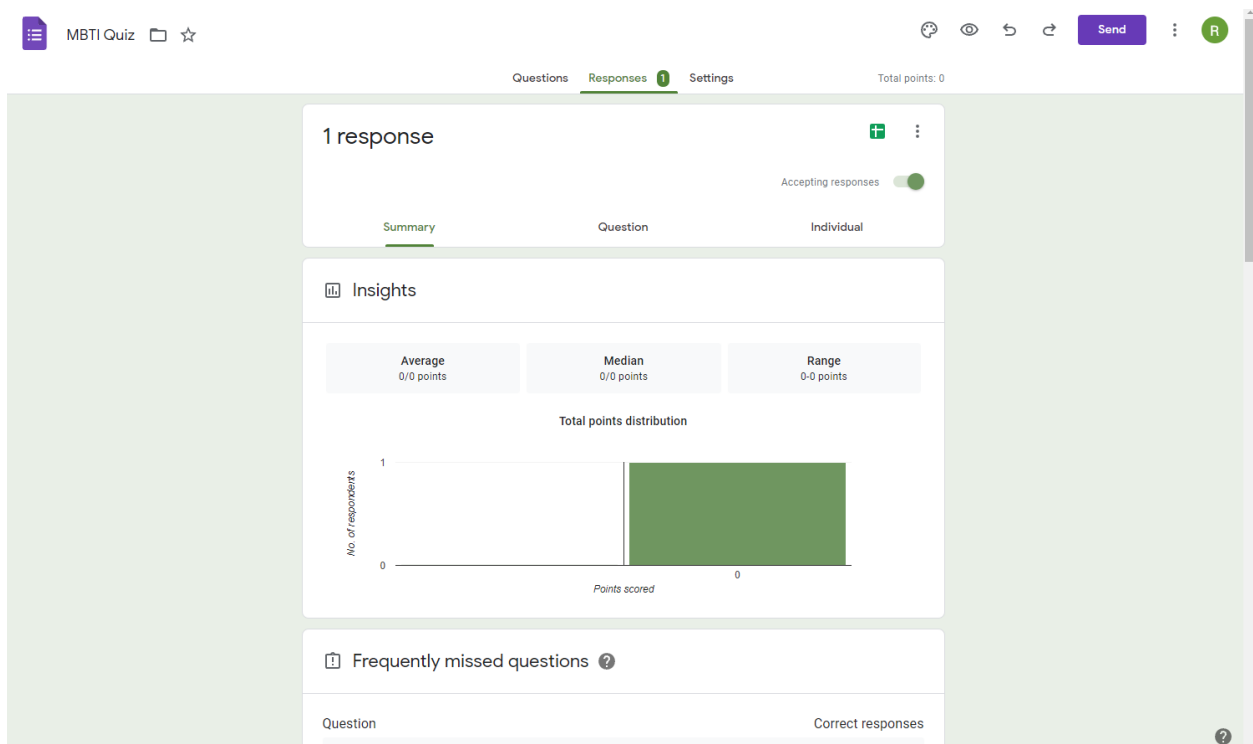 MBTI Quiz
Send
R
Questions Responses 1 Settings Total points: 0
1 response
Accepting responses
Summary Question Individual
Insights
Average Median Range
0/0 points 0/0 points 0-0 points
Total points distribution
1
No. of respondents
0
0
Points scored
Frequently missed questions ?
Question Correct responses
?